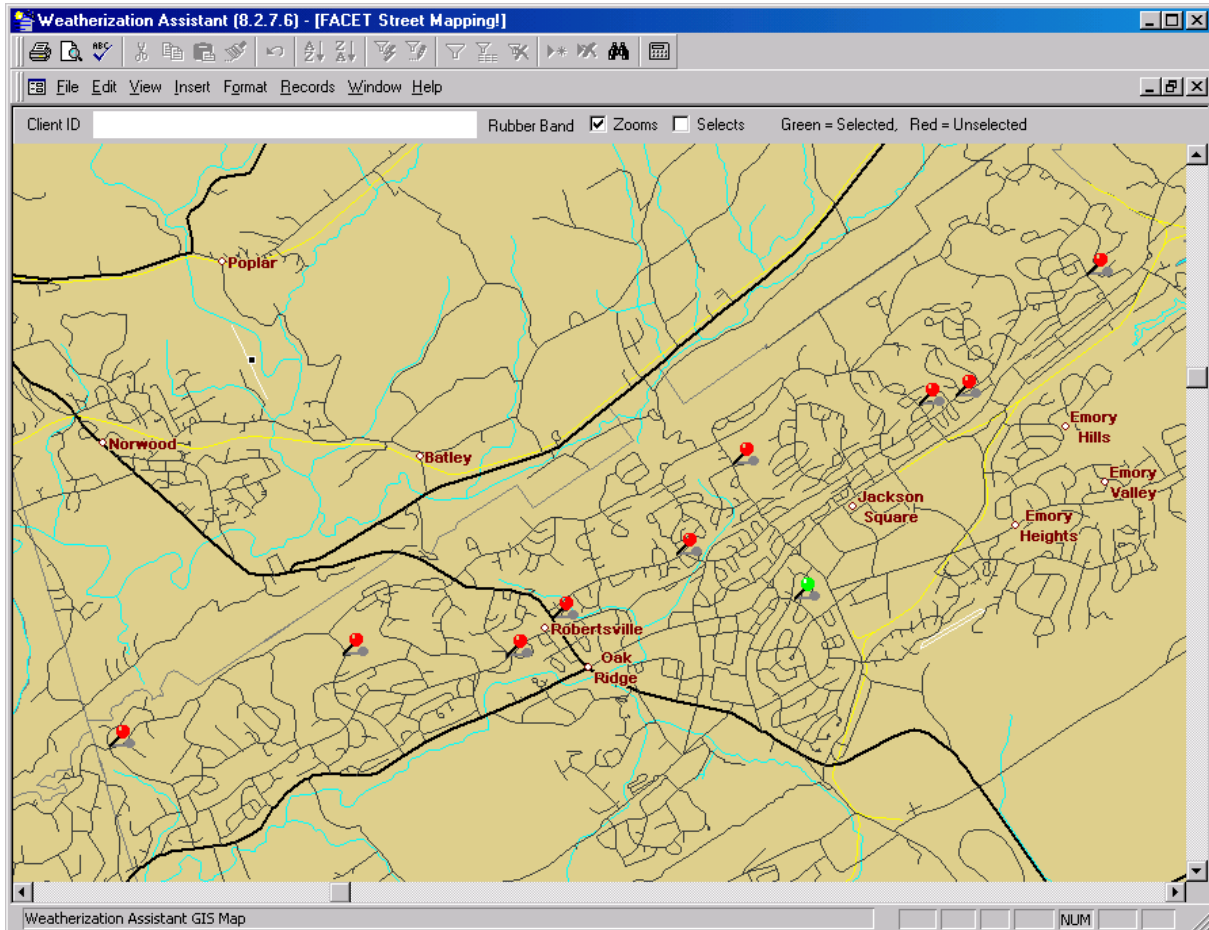 Weatherization Assistant (8.2.7.6) - [FACET Street Mapping!]
ABC
A
Z
Z
A
File Edit View Insert Format Records Window Help
Client ID Rubber Band Zooms Selects Green = Selected, Red = Unselected
Poplar
Norwood
Batley
Emory
Hills
Emory
Valley
Jackson
Square
Emory
Heights
Robertsville
Oak
Ridge
Weatherization Assistant GIS Map NUM